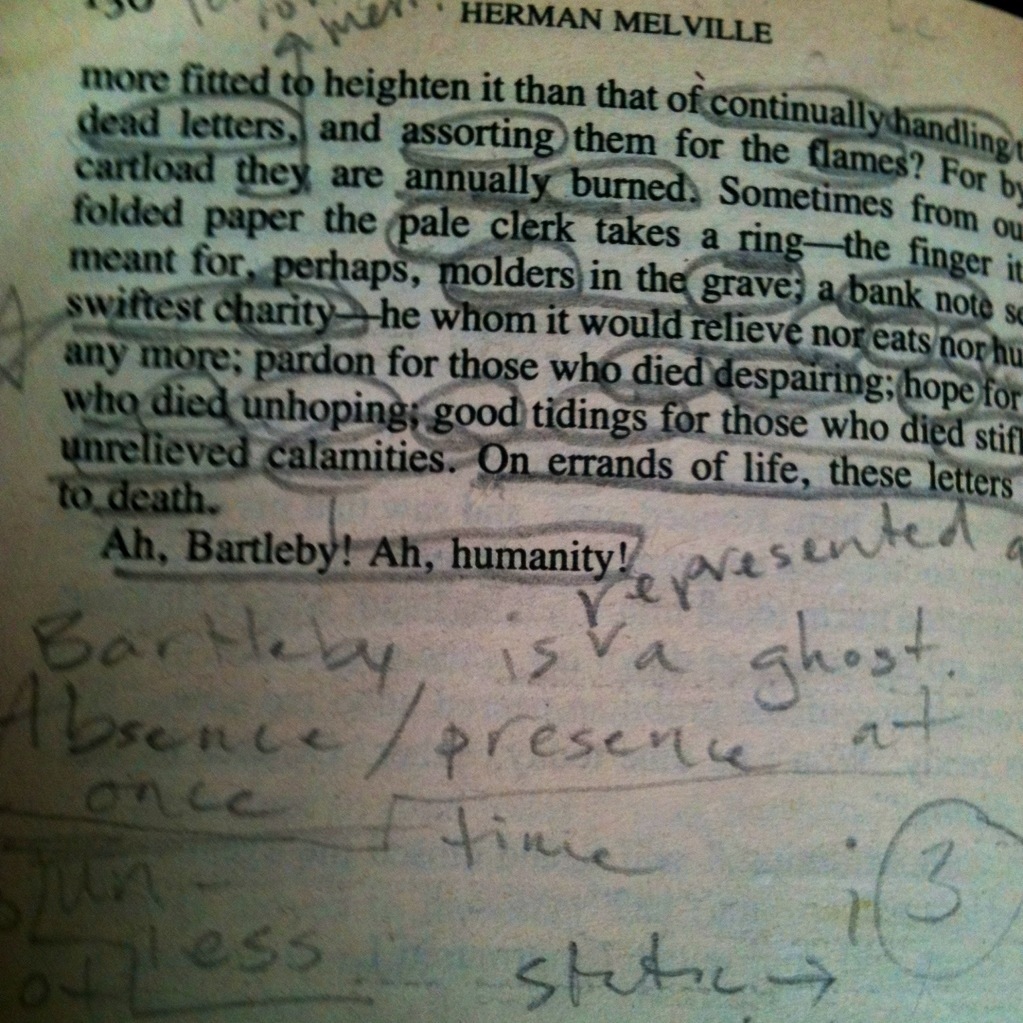 130
men.
HERMAN MELVILLE
more fitted to heighten it than that of continually handling
dead letters, and assorting them for the flames? For by
cartload they are annually burned. Sometimes from ou
folded paper the pale clerk takes a ring—the finger it
meant for, perhaps, molders in the grave; a bank note se
swiftest charity—he whom it would relieve nor eats nor hu
any more; pardon for those who died despairing; hope for
who died unhoping; good tidings for those who died stifl
unrelieved calamities. On errands of life, these letters
to death.
Ah, Bartleby! Ah, humanity!
represented a
Bartleby is a ghost.
Absence/presence at
once
time
un-
3
less
static →